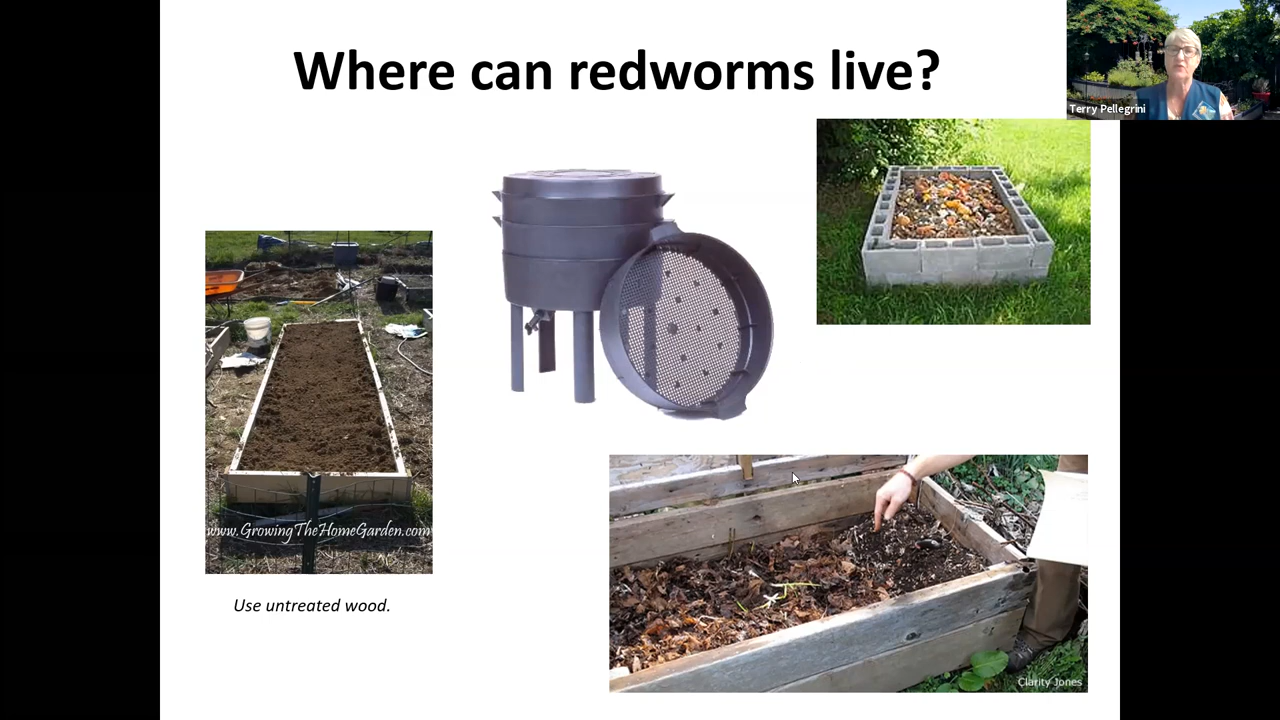 Where can redworms live?
Terry Pellegrini
www.GrowingTheHomeGarden.com
Use untreated wood.
Clarity Jones